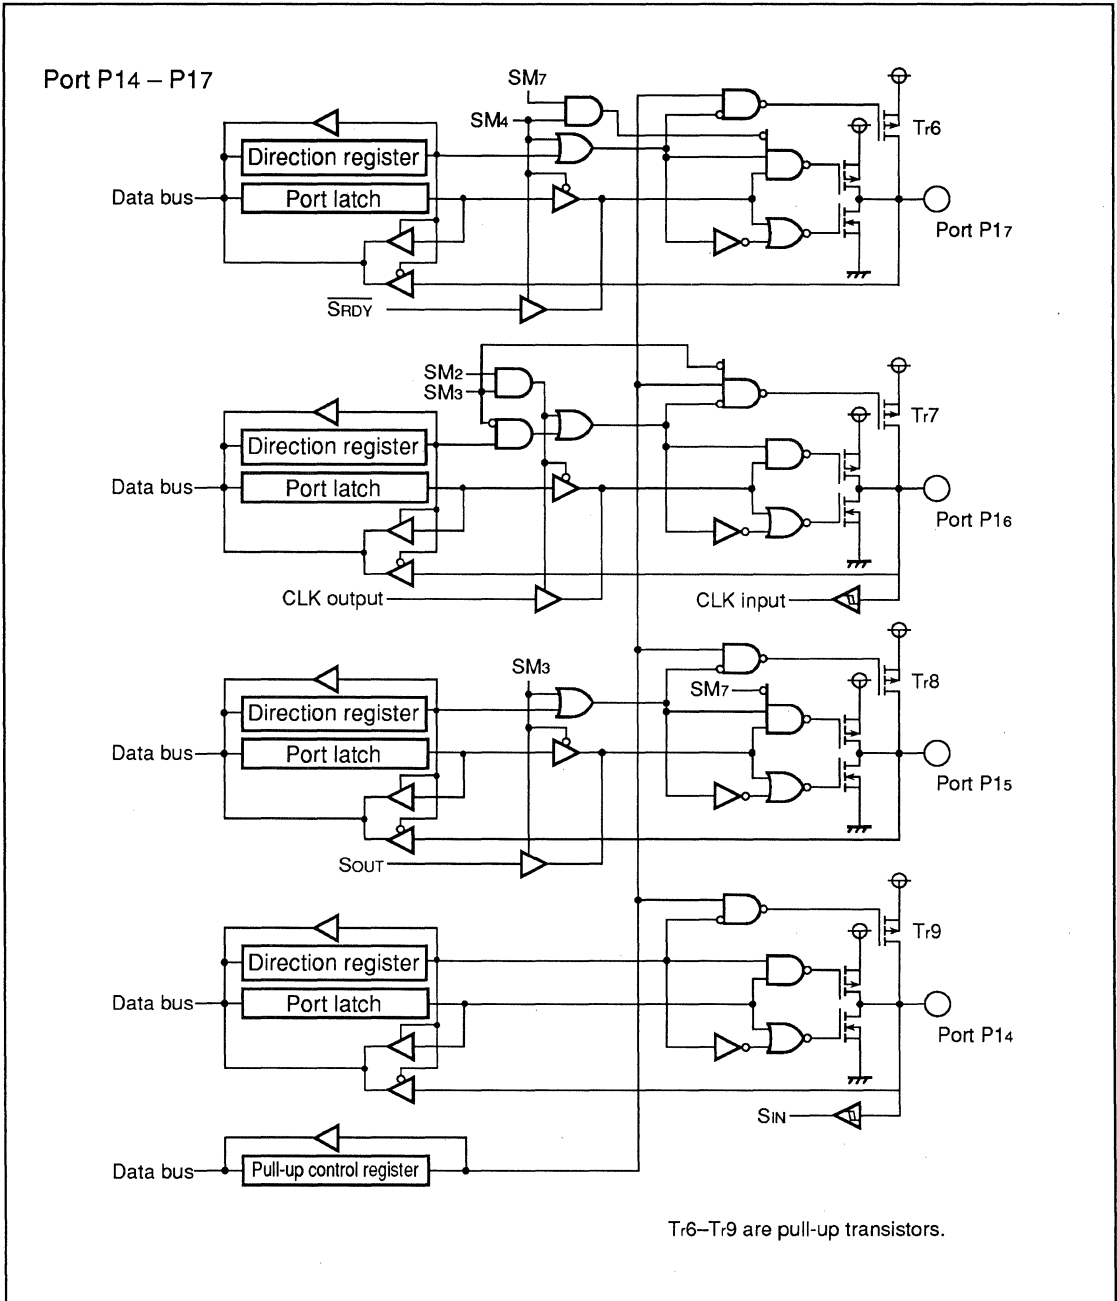 Port P14 – P17
SM7
SM4
Tr6
Direction register
Data bus
Port latch
Port P17
SRDY
SM2
SM3
Tr7
Direction register
Data bus
Port latch
Port P16
CLK output
CLK input
SM3
SM7
Tr8
Direction register
Data bus
Port latch
Port P15
SOUT
Tr9
Direction register
Data bus
Port latch
Port P14
SIN
Data bus
Pull-up control register
Tr6–Tr9 are pull-up transistors.